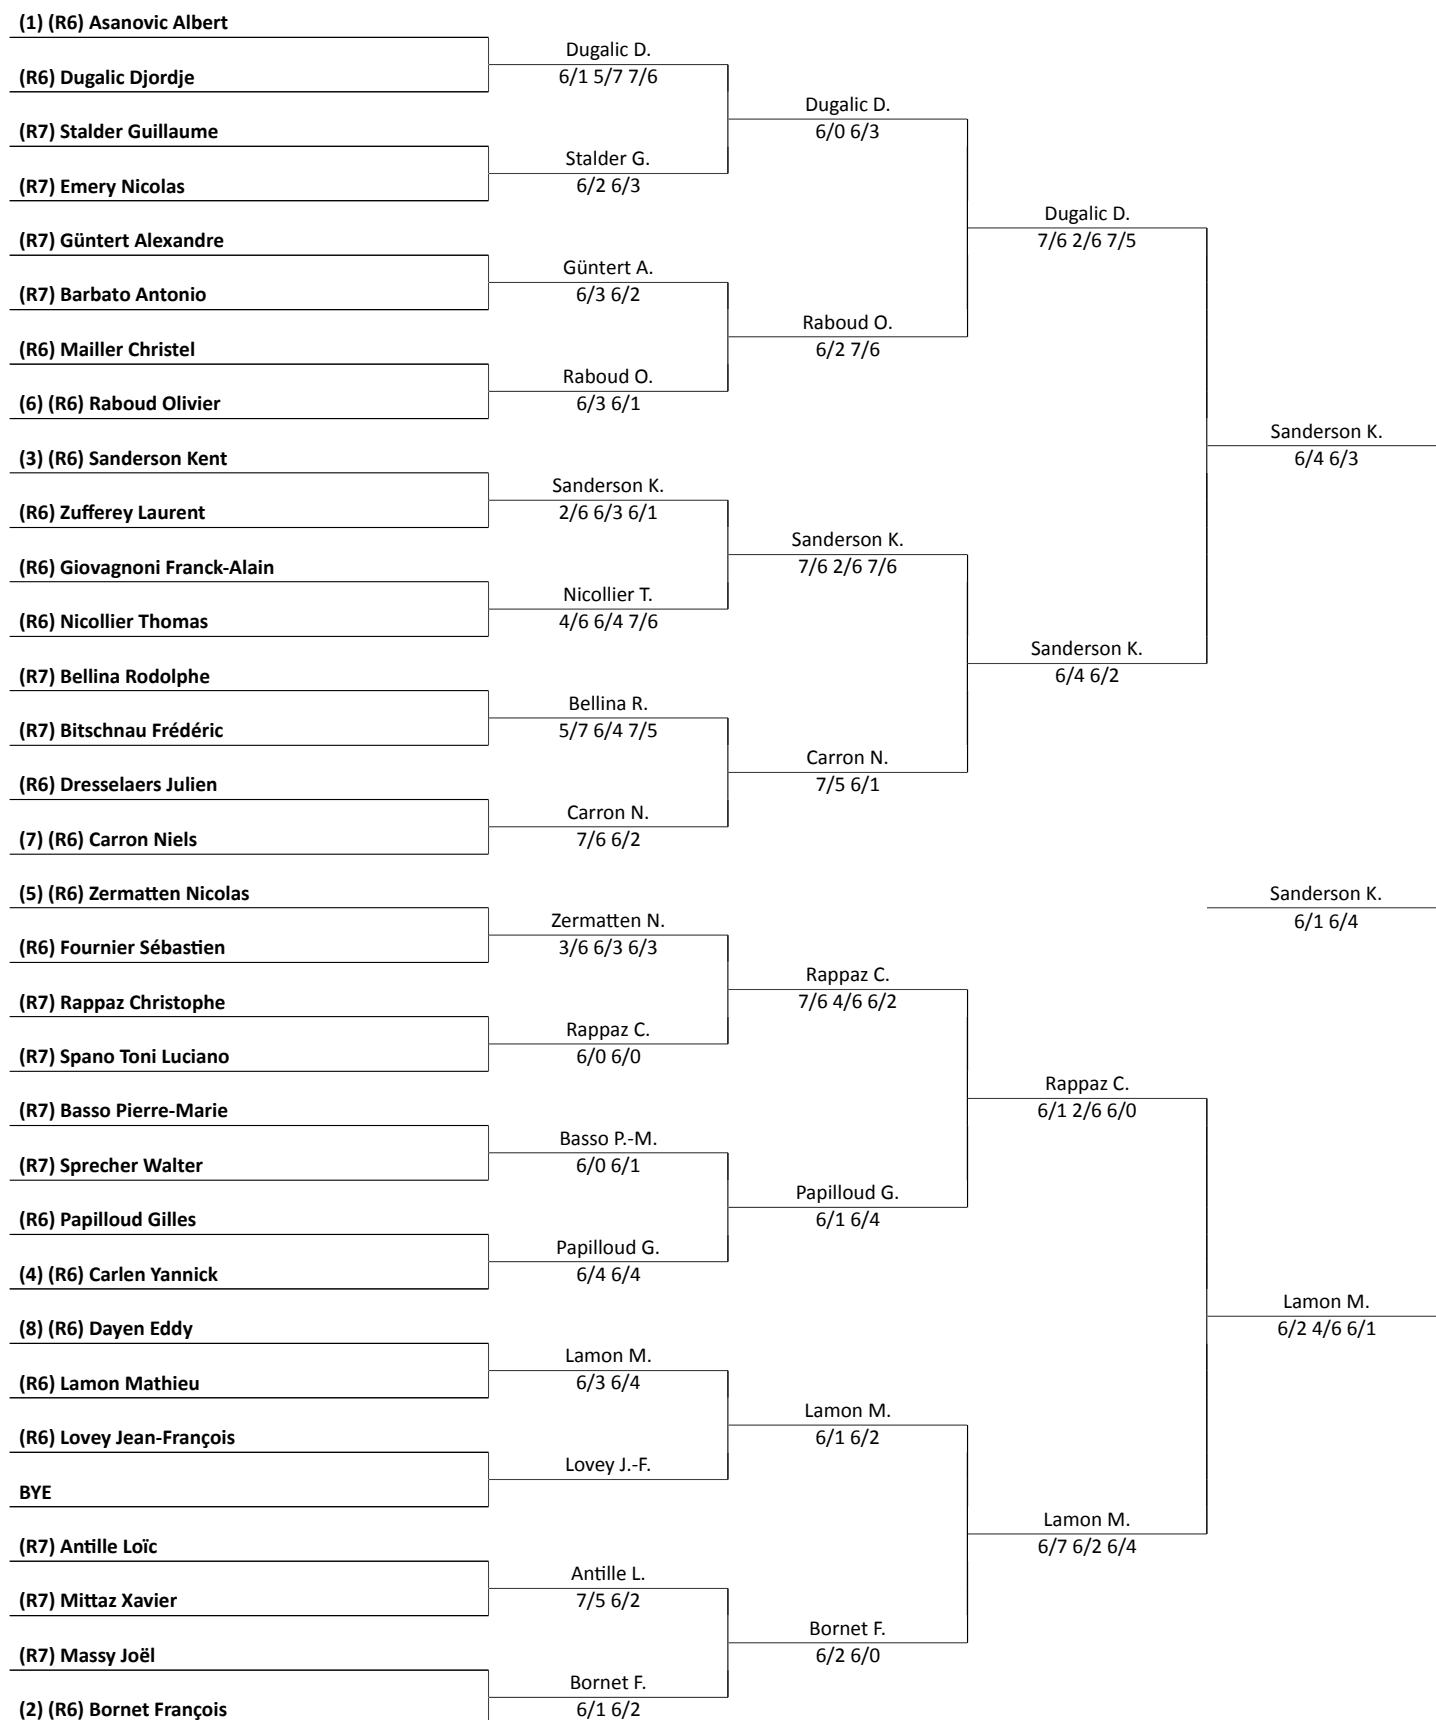 (1) (R6) Asanovic Albert
Dugalic D.
(R6) Dugalic Djordje
6/1 5/7 7/6
Dugalic D.
(R7) Stalder Guillaume
6/0 6/3
Stalder G.
(R7) Emery Nicolas
6/2 6/3
Dugalic D.
(R7) Güntert Alexandre
7/6 2/6 7/5
Güntert A.
(R7) Barbato Antonio
6/3 6/2
Raboud O.
(R6) Mailler Christel
6/2 7/6
Raboud O.
(6) (R6) Raboud Olivier
6/3 6/1
Sanderson K.
(3) (R6) Sanderson Kent
6/4 6/3
Sanderson K.
(R6) Zufferey Laurent
2/6 6/3 6/1
Sanderson K.
(R6) Giovagnoni Franck-Alain
7/6 2/6 7/6
Nicollier T.
(R6) Nicollier Thomas
4/6 6/4 7/6
Sanderson K.
(R7) Bellina Rodolphe
6/4 6/2
Bellina R.
(R7) Bitschnau Frédéric
5/7 6/4 7/5
Carron N.
(R6) Dresselaers Julien
7/5 6/1
Carron N.
(7) (R6) Carron Niels
7/6 6/2
(5) (R6) Zermatten Nicolas
Sanderson K.
6/1 6/4
Zermatten N.
(R6) Fournier Sébastien
3/6 6/3 6/3
Rappaz C.
(R7) Rappaz Christophe
7/6 4/6 6/2
Rappaz C.
(R7) Spano Toni Luciano
6/0 6/0
Rappaz C.
(R7) Basso Pierre-Marie
6/1 2/6 6/0
Basso P.-M.
(R7) Sprecher Walter
6/0 6/1
Papilloud G.
(R6) Papilloud Gilles
6/1 6/4
Papilloud G.
(4) (R6) Carlen Yannick
6/4 6/4
Lamon M.
(8) (R6) Dayen Eddy
6/2 4/6 6/1
Lamon M.
(R6) Lamon Mathieu
6/3 6/4
Lamon M.
(R6) Lovey Jean-François
6/1 6/2
Lovey J.-F.
BYE
Lamon M.
(R7) Antille Loïc
6/7 6/2 6/4
Antille L.
(R7) Mittaz Xavier
7/5 6/2
Bornet F.
(R7) Massy Joël
6/2 6/0
Bornet F.
(2) (R6) Bornet François
6/1 6/2